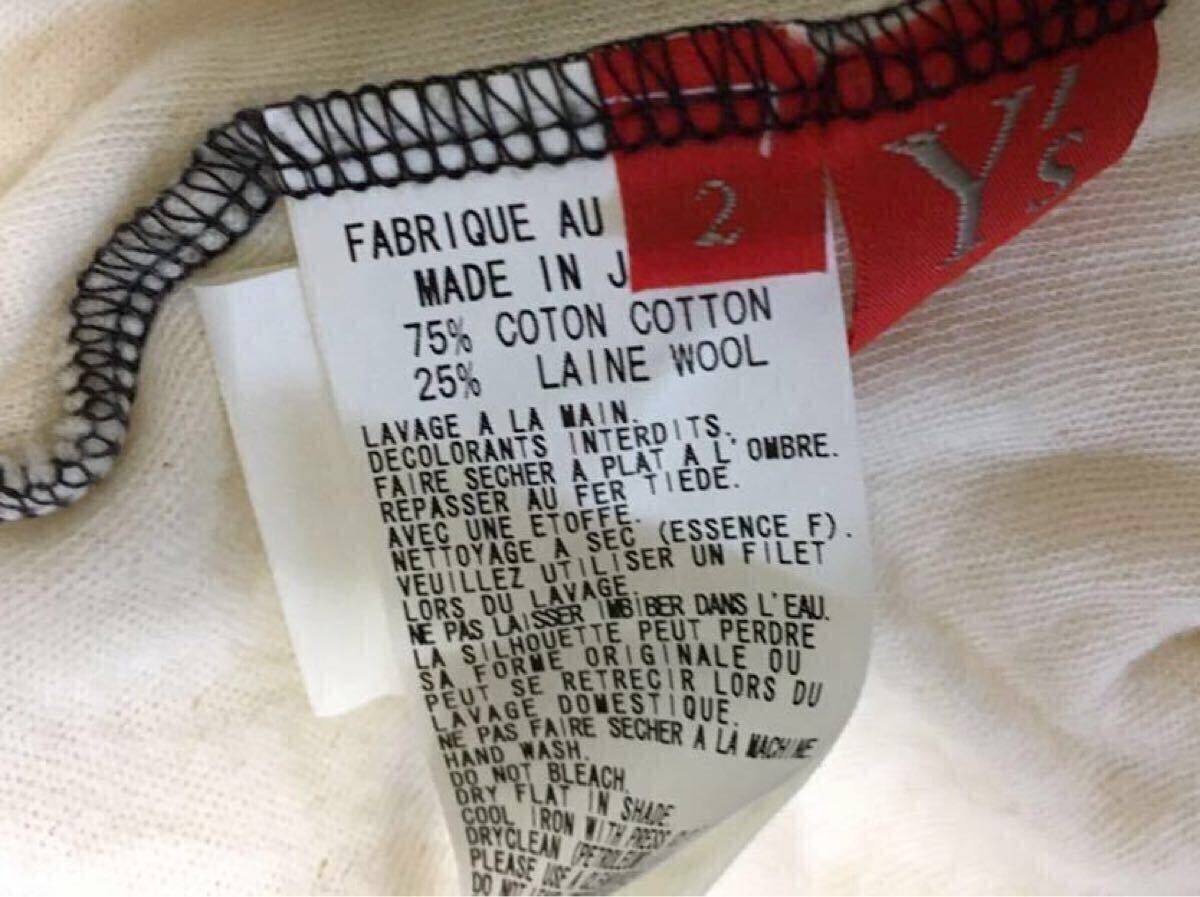 Y's
2
FABRIQUE AU
MADE IN J
75% COTON COTTON
25% LAINE WOOL
LAVAGE A LA MAIN.
DECOLORANTS INTERDITS.
FAIRE SECHER A PLAT A L'OMBRE.
REPASSER AU FER TIEDE.
AVEC UNE ETOFFE.
NETTOYAGE A SEC (ESSENCE F).
VEUILLEZ UTILISER UN FILET
LORS DU LAVAGE.
NE PAS LAISSER IMBIBER DANS L'EAU.
LA SILHOUETTE PEUT PERDRE
SA FORME ORIGINALE OU
PEUT SE RETRECIR LORS DU
LAVAGE DOMESTIQUE.
NE PAS FAIRE SECHER A LA MACHINE
HAND WASH.
DO NOT BLEACH.
DRY FLAT IN SHADE
COOL IRON WITH PRESS
DRYCLEAN (PETROLEUM
PLEASE USE A
DO NOT